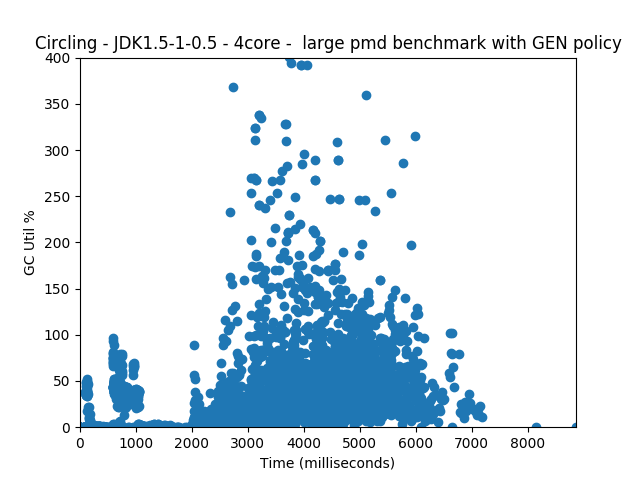 Circling - JDK1.5-1-0.5 - 4core -  large pmd benchmark with GEN policy
400
350
300
250
200
150
100
50
0
GC Util %
0 1000 2000 3000 4000 5000 6000 7000 8000
Time (milliseconds)